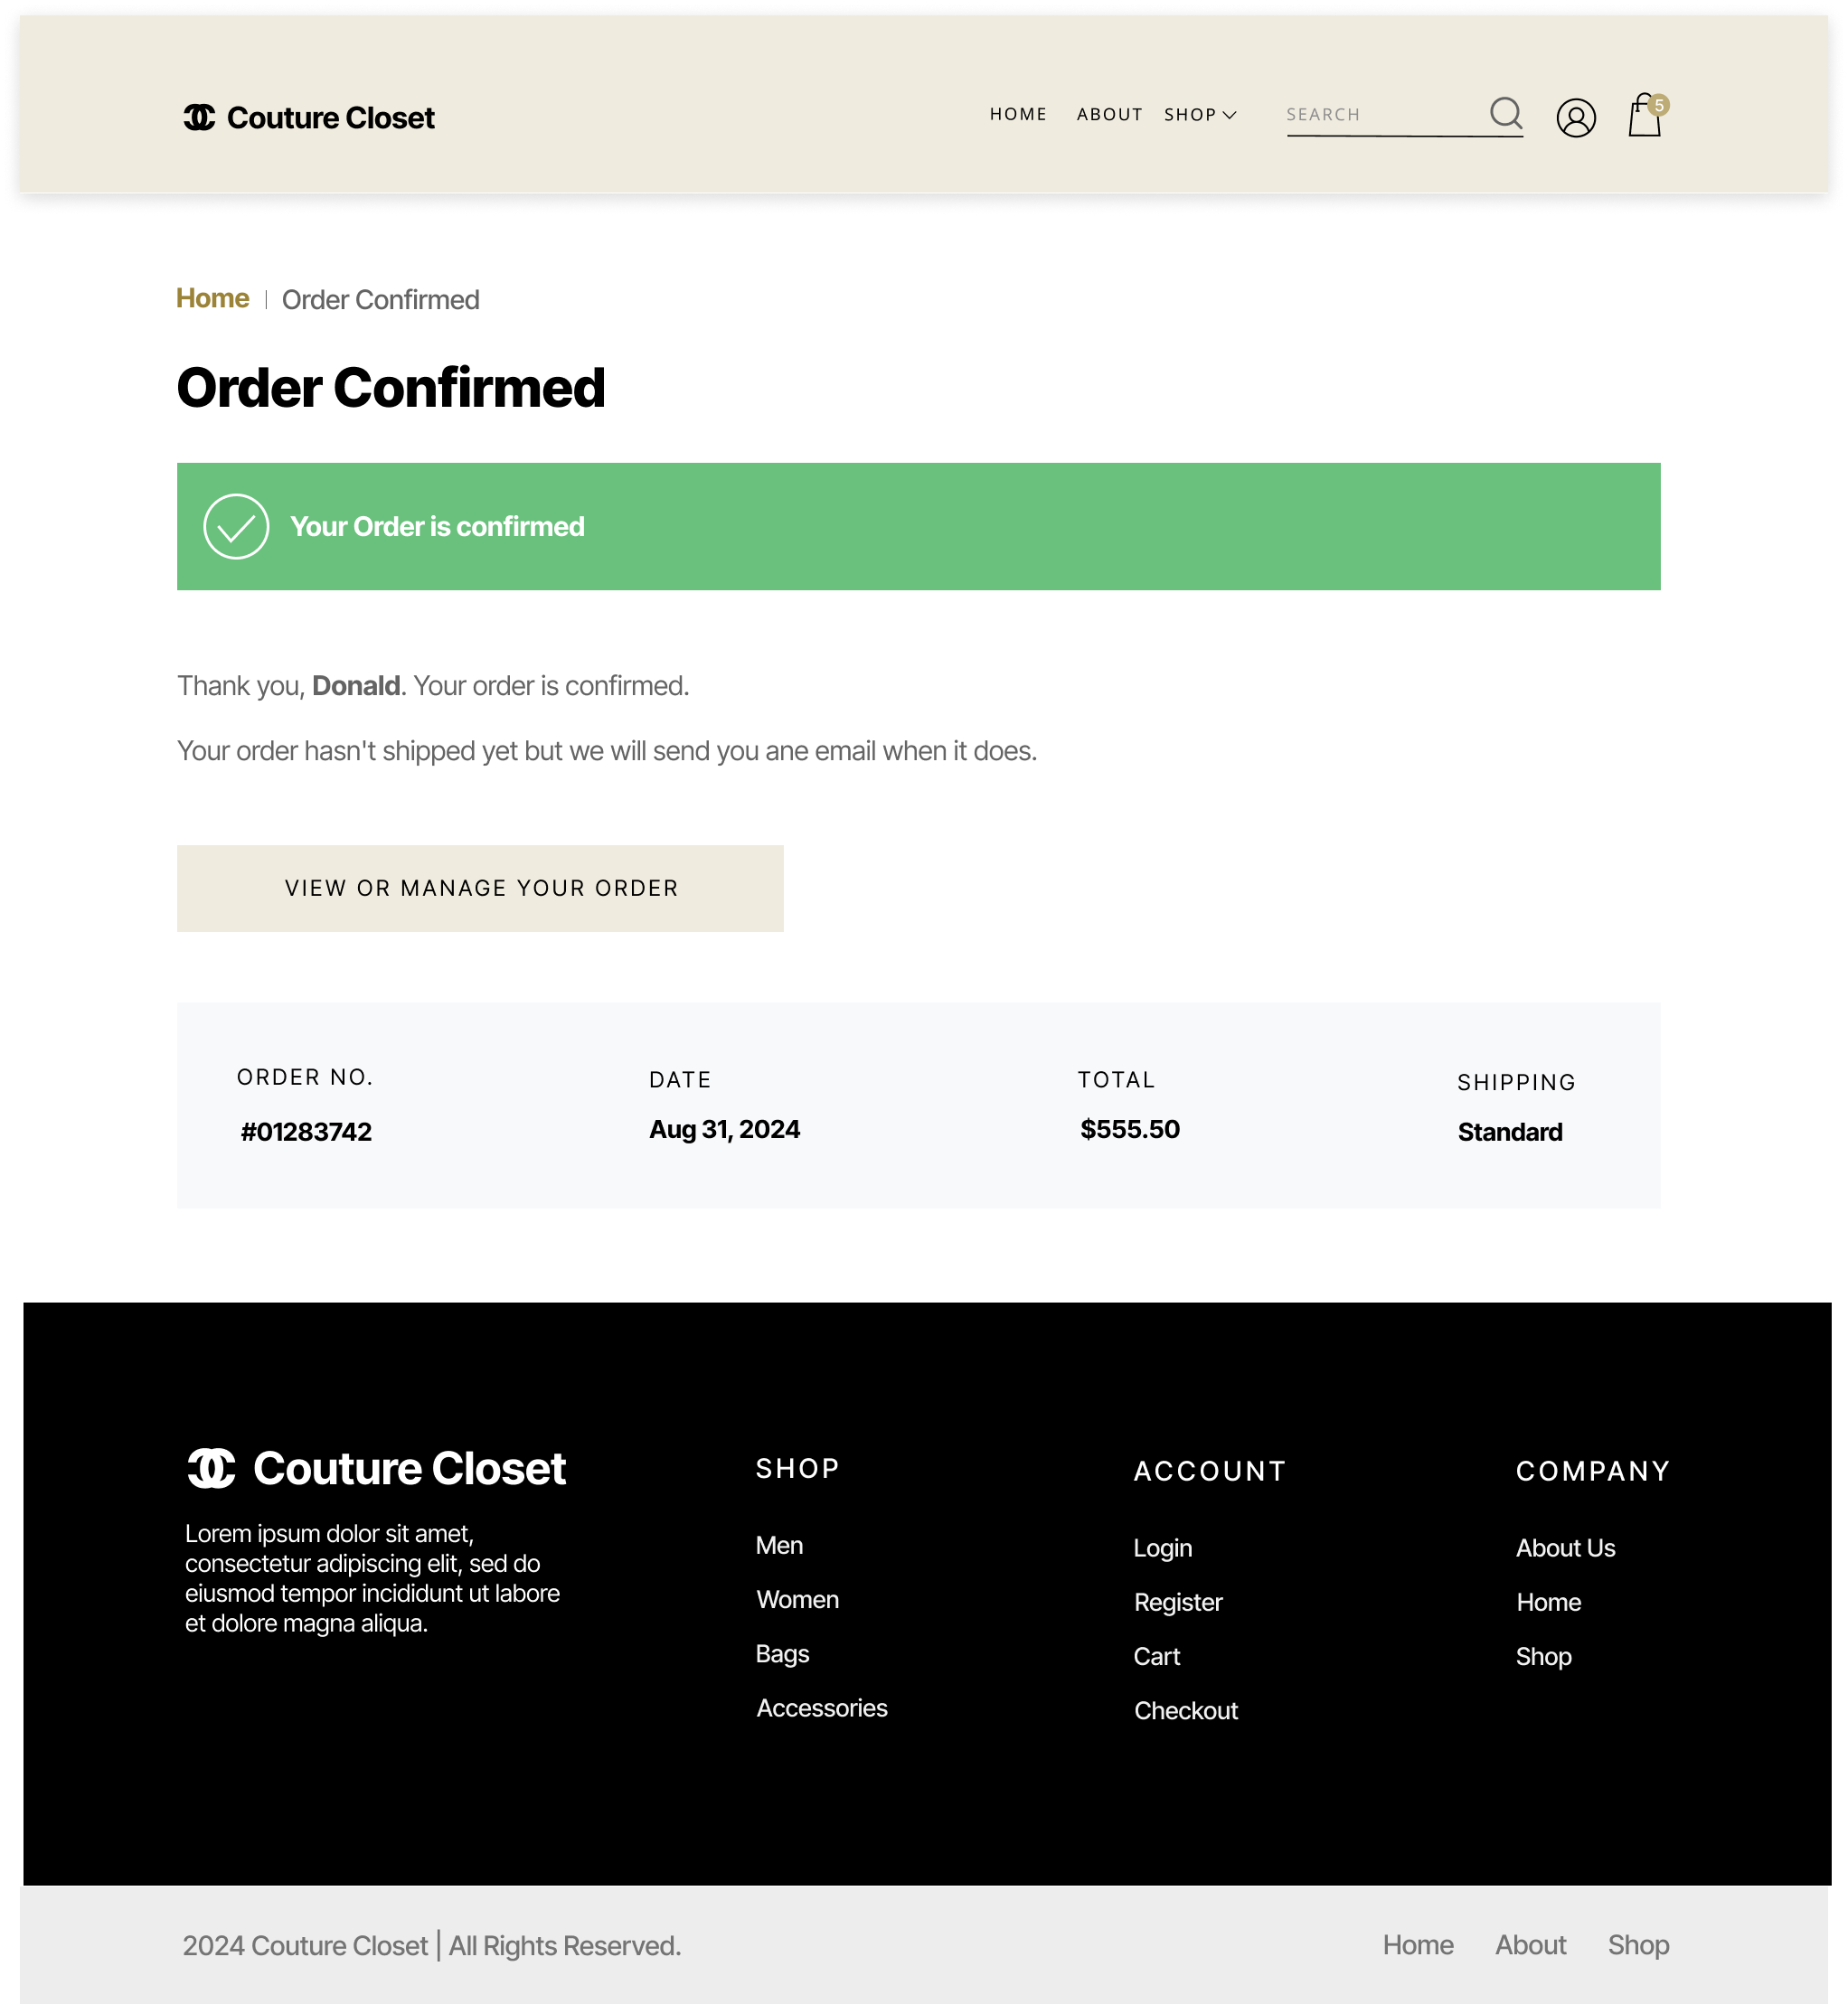 Couture Closet
HOME ABOUT SHOP SEARCH 5
Home | Order Confirmed
Order Confirmed
Your Order is confirmed
Thank you, Donald. Your order is confirmed.
Your order hasn't shipped yet but we will send you ane email when it does.
VIEW OR MANAGE YOUR ORDER
ORDER NO.
#01283742
DATE
Aug 31, 2024
TOTAL
$555.50
SHIPPING
Standard
Couture Closet
Lorem ipsum dolor sit amet,
consectetur adipiscing elit, sed do
eiusmod tempor incididunt ut labore
et dolore magna aliqua.
SHOP
Men
Women
Bags
Accessories
ACCOUNT
Login
Register
Cart
Checkout
COMPANY
About Us
Home
Shop
2024 Couture Closet | All Rights Reserved.
Home About Shop